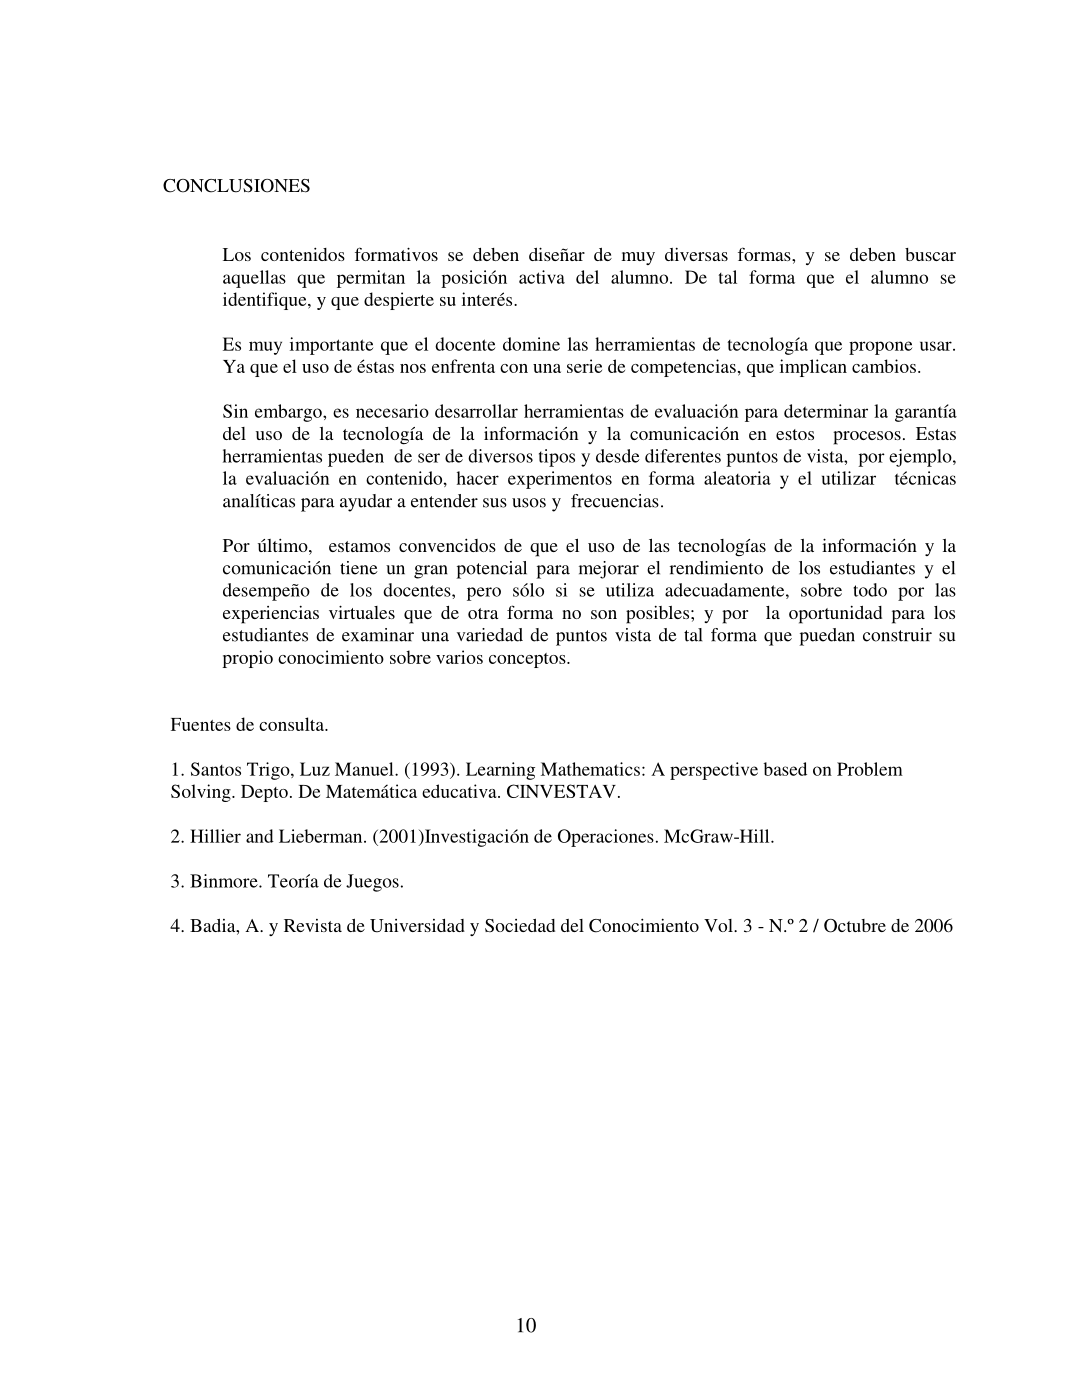 CONCLUSIONES
Los contenidos formativos se deben diseñar de muy diversas formas, y se deben buscar
aquellas que permitan la posición activa del alumno. De tal forma que el alumno se
identifique, y que despierte su interés.
Es muy importante que el docente domine las herramientas de tecnología que propone usar.
Ya que el uso de éstas nos enfrenta con una serie de competencias, que implican cambios.
Sin embargo, es necesario desarrollar herramientas de evaluación para determinar la garantía
del uso de la tecnología de la información y la comunicación en estos procesos. Estas
herramientas pueden de ser de diversos tipos y desde diferentes puntos de vista, por ejemplo,
la evaluación en contenido, hacer experimentos en forma aleatoria y el utilizar técnicas
analíticas para ayudar a entender sus usos y frecuencias.
Por último, estamos convencidos de que el uso de las tecnologías de la información y la
comunicación tiene un gran potencial para mejorar el rendimiento de los estudiantes y el
desempeño de los docentes, pero sólo si se utiliza adecuadamente, sobre todo por las
experiencias virtuales que de otra forma no son posibles; y por la oportunidad para los
estudiantes de examinar una variedad de puntos vista de tal forma que puedan construir su
propio conocimiento sobre varios conceptos.
Fuentes de consulta.
1. Santos Trigo, Luz Manuel. (1993). Learning Mathematics: A perspective based on Problem
Solving. Depto. De Matemática educativa. CINVESTAV.
2. Hillier and Lieberman. (2001)Investigación de Operaciones. McGraw-Hill.
3. Binmore. Teoría de Juegos.
4. Badia, A. y Revista de Universidad y Sociedad del Conocimiento Vol. 3 - N.º 2 / Octubre de 2006
10